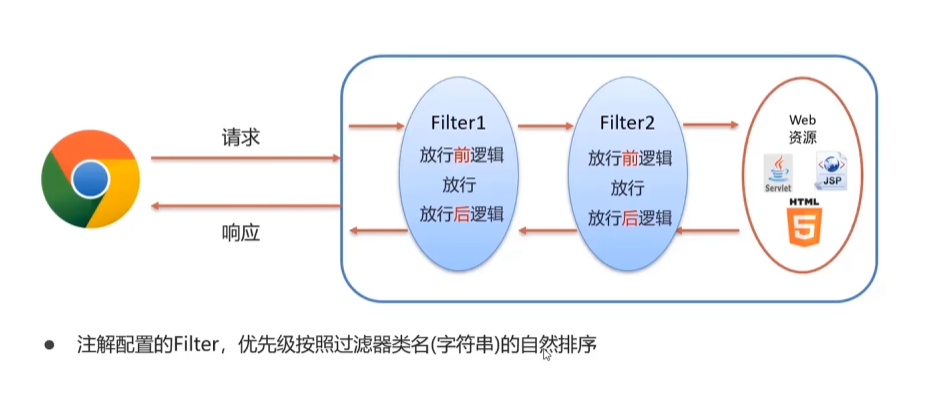 请求
响应
Filter1
放行前逻辑
放行
放行后逻辑
Filter2
放行前逻辑
放行
放行后逻辑
Web
资源
Servlet
JSP
HTML
5
注解配置的Filter，优先级按照过滤器类名(字符串)的自然排序